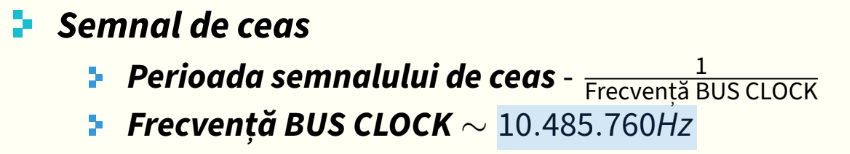 Semnal de ceas
Perioada semnalului de ceas - 1 / Frecvență BUS CLOCK
Frecvență BUS CLOCK ~ 10.485.760Hz